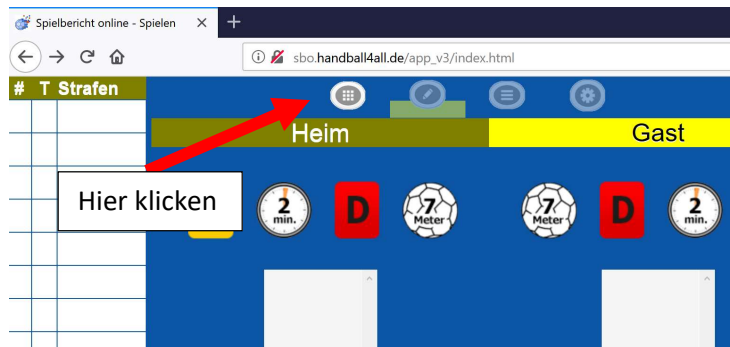 Spielbericht online - Spielen
sbo.handball4all.de/app_v3/index.html
# T Strafen
Heim Gast
Hier klicken
2 min. D 7 Meter 7 Meter D 2 min.